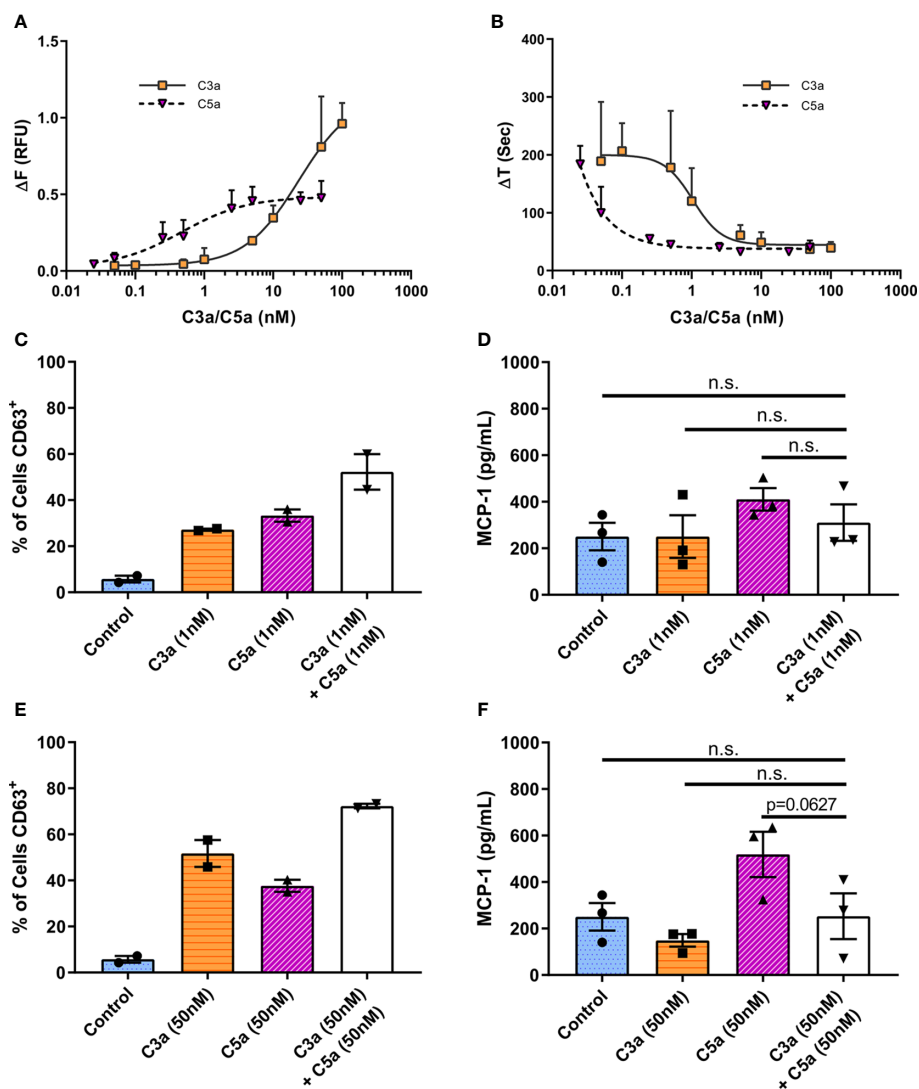 A
1.5
1.0
0.5
0.0
ΔF (RFU)
C3a
C5a
0.01 0.1 1 10 100 1000
C3a/C5a (nM)
B
400
300
200
100
0
ΔT (Sec)
C3a
C5a
0.01 0.1 1 10 100 1000
C3a/C5a (nM)
C
100
80
60
40
20
0
% of Cells CD63+
Control
C3a (1nM)
C5a (1nM)
C3a (1nM)
+ C5a (1nM)
D
1000
800
600
400
200
0
MCP-1 (pg/mL)
n.s.
n.s.
n.s.
Control
C3a (1nM)
C5a (1nM)
C3a (1nM)
+ C5a (1nM)
E
100
80
60
40
20
0
% of Cells CD63+
Control
C3a (50nM)
C5a (50nM)
C3a (50nM)
+ C5a (50nM)
F
1000
800
600
400
200
0
MCP-1 (pg/mL)
n.s.
n.s.
p=0.0627
Control
C3a (50nM)
C5a (50nM)
C3a (50nM)
+ C5a (50nM)